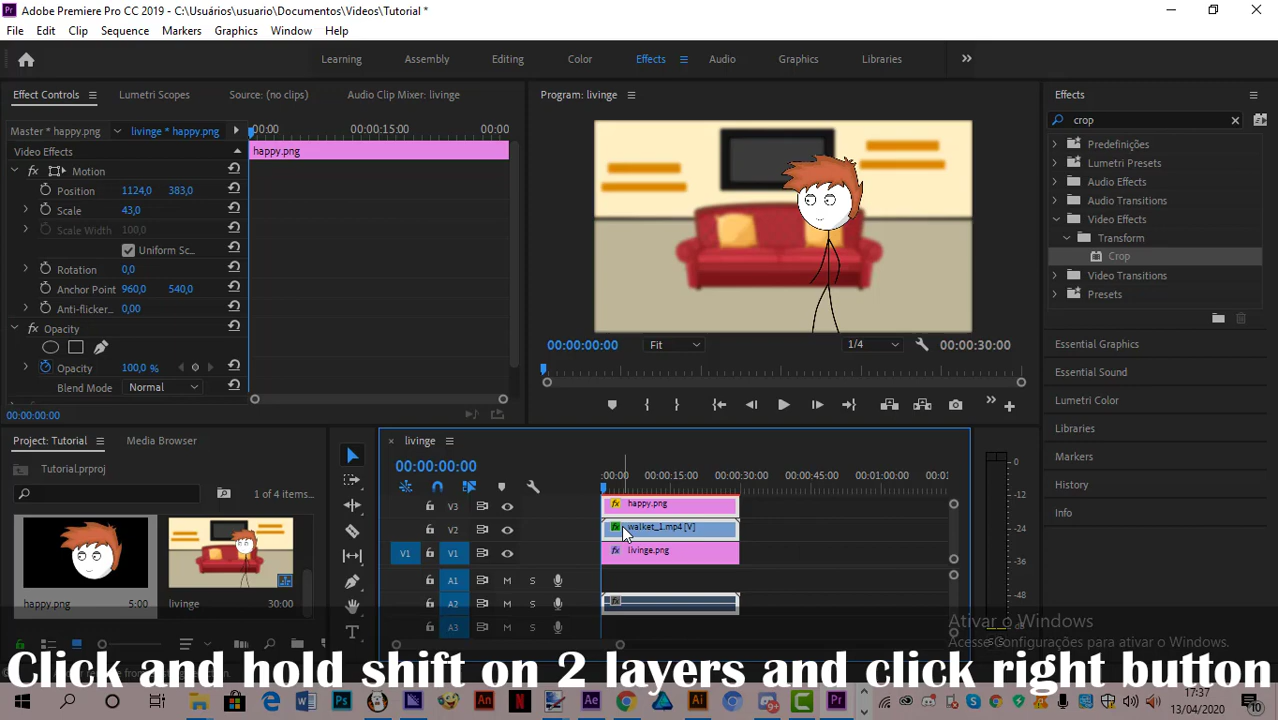 Adobe Premiere Pro CC 2019 - C:\Usuários\usuario\Documentos\Videos\Tutorial *
File Edit Clip Sequence Markers Graphics Window Help
Learning Assembly Editing Color Effects Audio Graphics Libraries
Effect Controls Lumetri Scopes Source: (no clips) Audio Clip Mixer: livinge
Program: livinge
Effects
Master * happy.png livinge * happy.png :00:00 00:00:15:00 00:00
crop
Video Effects happy.png
Predefinições
Motion
Lumetri Presets
Position 1124,0 383,0
Audio Effects
Scale 43,0
Audio Transitions
Scale Width 100,0
Video Effects
Uniform Sc...
Transform
Rotation 0,0
Crop
Anchor Point 960,0 540,0
Video Transitions
Anti-flicker... 0,00
Presets
Opacity
Opacity 100,0 %
Blend Mode Normal
00:00:00:00
00:00:00:00 Fit 1/4 00:00:30:00
Essential Graphics
Essential Sound
Lumetri Color
Libraries
Markers
History
Info
Project: Tutorial Media Browser
Tutorial.prproj
1 of 4 items...
happy.png 5:00 livinge 30:00
livinge
00:00:00:00
:00:00 00:00:15:00 00:00:30:00 00:00:45:00 00:01:00:00
V3 happy.png
V2 walket_1.mp4 [V]
V1 V1 livinge.png
A1 M S
A2 M S
A3 M S
0
-12
-24
-36
-48
S S
Ativar o Windows
Acesse Configurações para ativar o Windows.
Click and hold shift on 2 layers and click right button
17:37
13/04/2020
10